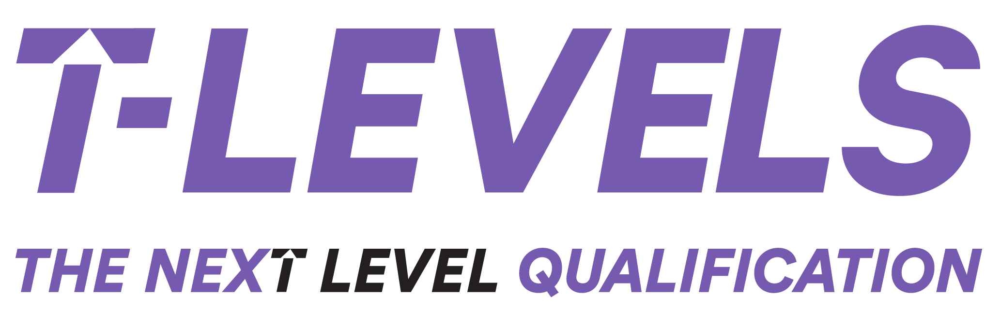 T-LEVELS
THE NEXT LEVEL QUALIFICATION